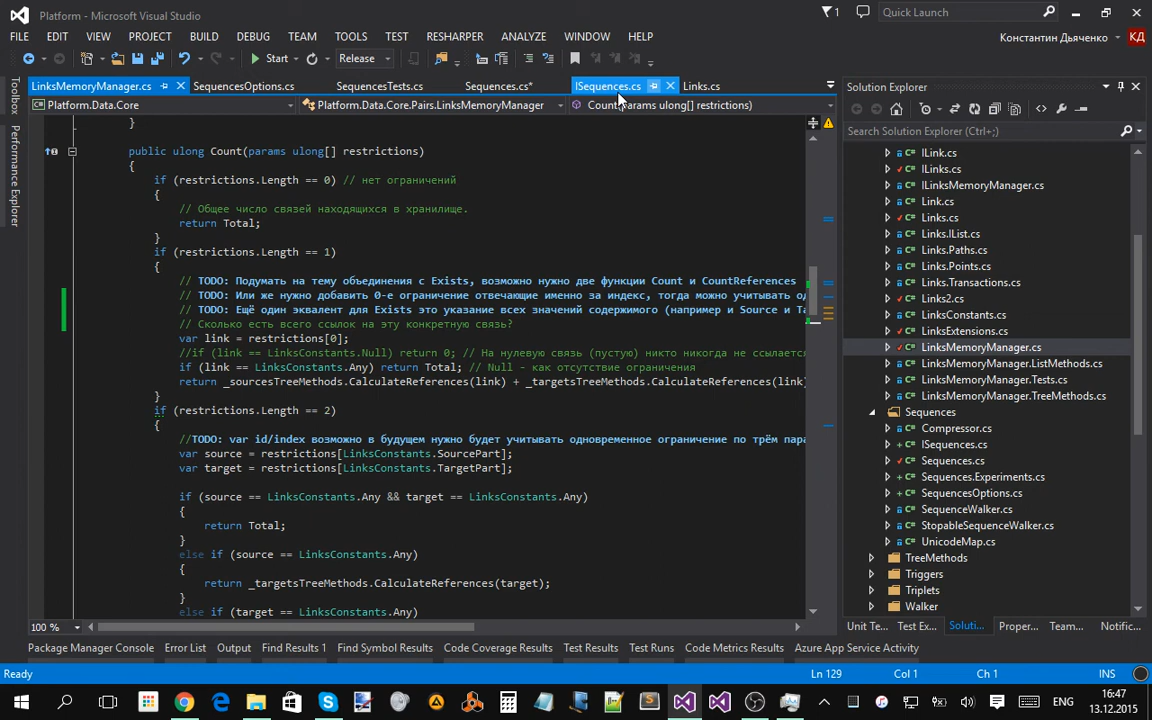 Platform - Microsoft Visual Studio
1
Quick Launch
FILE EDIT VIEW PROJECT BUILD DEBUG TEAM TOOLS TEST RESHARPER ANALYZE WINDOW HELP
Константин Дьяченко КД
Start Release
LinksMemoryManager.cs SequencesOptions.cs SequencesTests.cs Sequences.cs* ISequences.cs Links.cs
Platform.Data.Core Platform.Data.Core.Pairs.LinksMemoryManager Count(params ulong[] restrictions)
Toolbox
Performance Explorer
}
public ulong Count(params ulong[] restrictions)
{
if (restrictions.Length == 0) // нет ограничений
{
// Общее число связей находящихся в хранилище.
return Total;
}
if (restrictions.Length == 1)
{
// TODO: Подумать на тему объединения с Exists, возможно нужно две функции Count и CountReferences
// TODO: Или же нужно добавить 0-е ограничение отвечающие именно за индекс, тогда можно учитывать
// TODO: Ещё один эквалент для Exists это указание всех значений содержимого (например и Source и
// Сколько есть всего ссылок на эту конкретную связь?
var link = restrictions[0];
//if (link == LinksConstants.Null) return 0; // На нулевую связь (пустую) никто никогда не ссылается
if (link == LinksConstants.Any) return Total; // Null - как отсутствие ограничения
return _sourcesTreeMethods.CalculateReferences(link) + _targetsTreeMethods.CalculateReferences(link)
}
if (restrictions.Length == 2)
{
//TODO: var id/index возможно в будущем нужно будет учитывать одновременное ограничение по трём
var source = restrictions[LinksConstants.SourcePart];
var target = restrictions[LinksConstants.TargetPart];
if (source == LinksConstants.Any && target == LinksConstants.Any)
{
return Total;
}
else if (source == LinksConstants.Any)
{
return _targetsTreeMethods.CalculateReferences(target);
}
else if (target == LinksConstants.Any)
100 %
Solution Explorer
Search Solution Explorer (Ctrl+;)
ILink.cs
ILinks.cs
ILinksMemoryManager.cs
Link.cs
Links.cs
Links.IList.cs
Links.Paths.cs
Links.Points.cs
Links.Transactions.cs
Links2.cs
LinksConstants.cs
LinksExtensions.cs
LinksMemoryManager.cs
LinksMemoryManager.ListMethods.cs
LinksMemoryManager.Tests.cs
LinksMemoryManager.TreeMethods.cs
Sequences
Compressor.cs
ISequences.cs
Sequences.cs
Sequences.Experiments.cs
SequencesOptions.cs
SequenceWalker.cs
StopableSequenceWalker.cs
UnicodeMap.cs
TreeMethods
Triggers
Triplets
Walker
Unit Te... Test Ex... Soluti... Proper... Team... Notific...
Package Manager Console Error List Output Find Results 1 Find Symbol Results Code Coverage Results Test Results Test Runs Code Metrics Results Azure App Service Activity
Ready Ln 129 Col 1 Ch 1 INS
ENG
16:47
13.12.2015